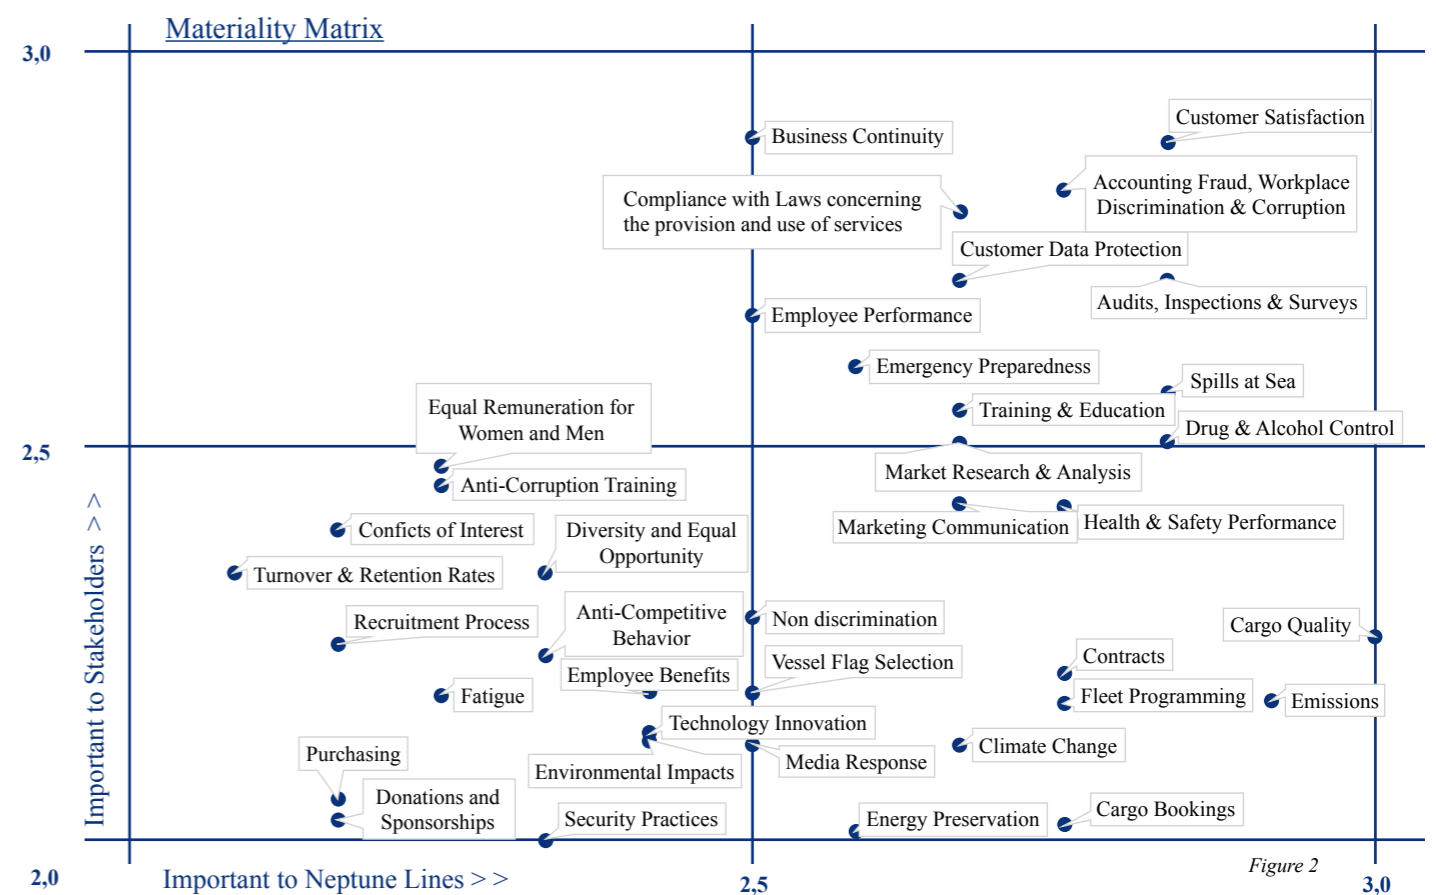 Materiality Matrix
3,0
Customer Satisfaction
Business Continuity
Accounting Fraud, Workplace
Discrimination & Corruption
Compliance with Laws concerning
the provision and use of services
Customer Data Protection
Audits, Inspections & Surveys
Employee Performance
Emergency Preparedness
Spills at Sea
Equal Remuneration for
Women and Men
Training & Education
Drug & Alcohol Control
2,5
Market Research & Analysis
Anti-Corruption Training
Conficts of Interest
Diversity and Equal
Opportunity
Marketing Communication
Health & Safety Performance
Turnover & Retention Rates
Anti-Competitive
Behavior
Recruitment Process
Non discrimination
Cargo Quality
Contracts
Vessel Flag Selection
Employee Benefits
Fatigue
Fleet Programming
Emissions
Technology Innovation
Climate Change
Purchasing
Media Response
Environmental Impacts
Donations and
Sponsorships
Security Practices
Energy Preservation
Cargo Bookings
Important to Stakeholders > >
Figure 2
2,0
Important to Neptune Lines > >
2,5
3,0